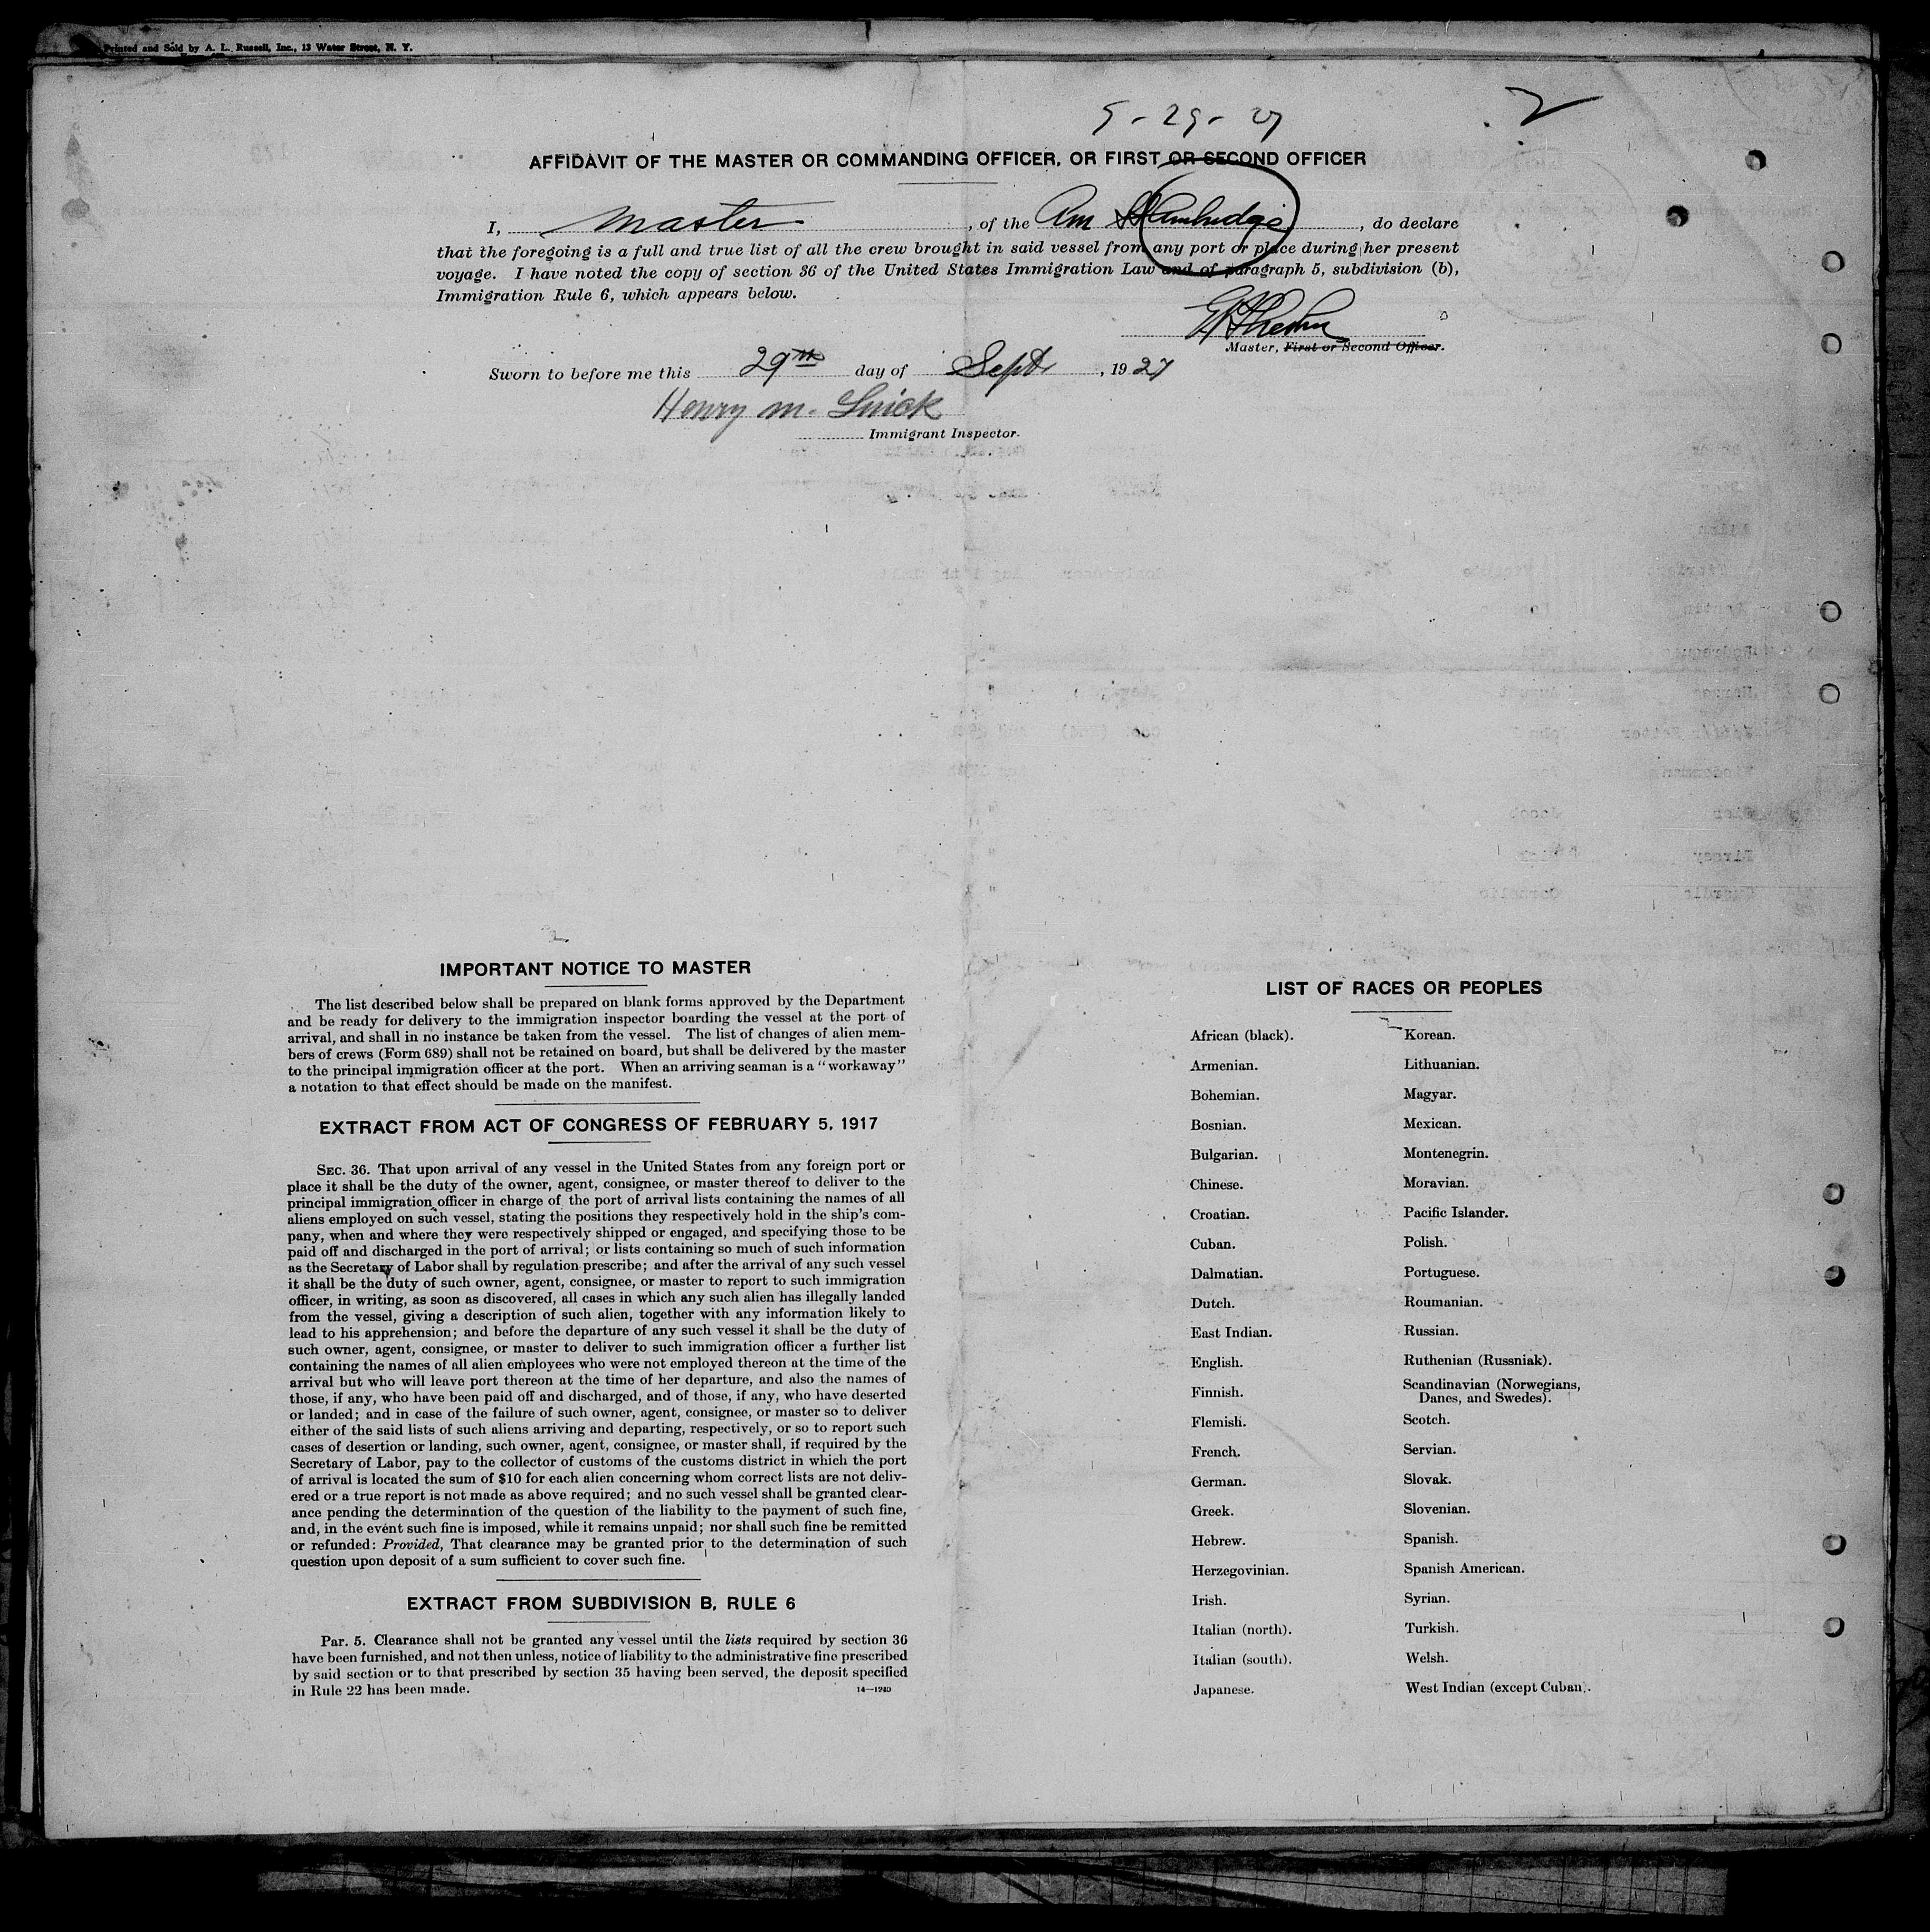 Printed and Sold by A. L. Russell, Inc., 13 Water Street, N. Y.
9 - 29 - 27
2
AFFIDAVIT OF THE MASTER OR COMMANDING OFFICER, OR FIRST OR SECOND OFFICER
I, Master, of the Am SS Cambridge, do declare
that the foregoing is a full and true list of all the crew brought in said vessel from any port or place during her present
voyage. I have noted the copy of section 36 of the United States Immigration Law and of paragraph 5, subdivision (b),
Immigration Rule 6, which appears below.
Master, First or Second Officer.
Sworn to before me this 29th day of Sept, 1927
Henry M.
Immigrant Inspector.
IMPORTANT NOTICE TO MASTER
The list described below shall be prepared on blank forms approved by the Department
and be ready for delivery to the immigration inspector boarding the vessel at the port of
arrival, and shall in no instance be taken from the vessel. The list of changes of alien mem-
bers of crews (Form 689) shall not be retained on board, but shall be delivered by the master
to the principal immigration officer at the port. When an arriving seaman is a "workaway"
a notation to that effect should be made on the manifest.
EXTRACT FROM ACT OF CONGRESS OF FEBRUARY 5, 1917
SEC. 36. That upon arrival of any vessel in the United States from any foreign port or
place it shall be the duty of the owner, agent, consignee, or master thereof to deliver to the
principal immigration officer in charge of the port of arrival lists containing the names of all
aliens employed on such vessel, stating the positions they respectively hold in the ship's com-
pany, when and where they were respectively shipped or engaged, and specifying those to be
paid off and discharged in the port of arrival; or lists containing so much of such information
as the Secretary of Labor shall by regulation prescribe; and after the arrival of any such vessel
it shall be the duty of such owner, agent, consignee, or master to report to such immigration
officer, in writing, as soon as discovered, all cases in which any such alien has illegally landed
from the vessel, giving a description of such alien, together with any information likely to
lead to his apprehension; and before the departure of any such vessel it shall be the duty of
such owner, agent, consignee, or master to deliver to such immigration officer a further list
containing the names of all alien employees who were not employed thereon at the time of the
arrival but who will leave port thereon at the time of her departure, and also the names of
those, if any, who have been paid off and discharged, and of those, if any, who have deserted
or landed; and in case of the failure of such owner, agent, consignee, or master so to deliver
either of the said lists of such aliens arriving and departing, respectively, or so to report such
cases of desertion or landing, such owner, agent, consignee, or master shall, if required by the
Secretary of Labor, pay to the collector of customs of the customs district in which the port
of arrival is located the sum of $10 for each alien concerning whom correct lists are not deliv-
ered or a true report is not made as above required; and no such vessel shall be granted clear-
ance pending the determination of the question of the liability to the payment of such fine,
and, in the event such fine is imposed, while it remains unpaid; nor shall such fine be remitted
or refunded: Provided, That clearance may be granted prior to the determination of such
question upon deposit of a sum sufficient to cover such fine.
EXTRACT FROM SUBDIVISION B, RULE 6
Par. 5. Clearance shall not be granted any vessel until the lists required by section 36
have been furnished, and not then unless, notice of liability to the administrative fine prescribed
by said section or to that prescribed by section 35 having been served, the deposit specified
in Rule 22 has been made.
14—1240
LIST OF RACES OR PEOPLES
African (black).
Armenian.
Bohemian.
Bosnian.
Bulgarian.
Chinese.
Croatian.
Cuban.
Dalmatian.
Dutch.
East Indian.
English.
Finnish.
Flemish.
French.
German.
Greek.
Hebrew.
Herzegovinian.
Irish.
Italian (north).
Italian (south).
Japanese.
Korean.
Lithuanian.
Magyar.
Mexican.
Montenegrin.
Moravian.
Pacific Islander.
Polish.
Portuguese.
Roumanian.
Russian.
Ruthenian (Russniak).
Scandinavian (Norwegians,
Danes, and Swedes).
Scotch.
Servian.
Slovak.
Slovenian.
Spanish.
Spanish American.
Syrian.
Turkish.
Welsh.
West Indian (except Cuban).